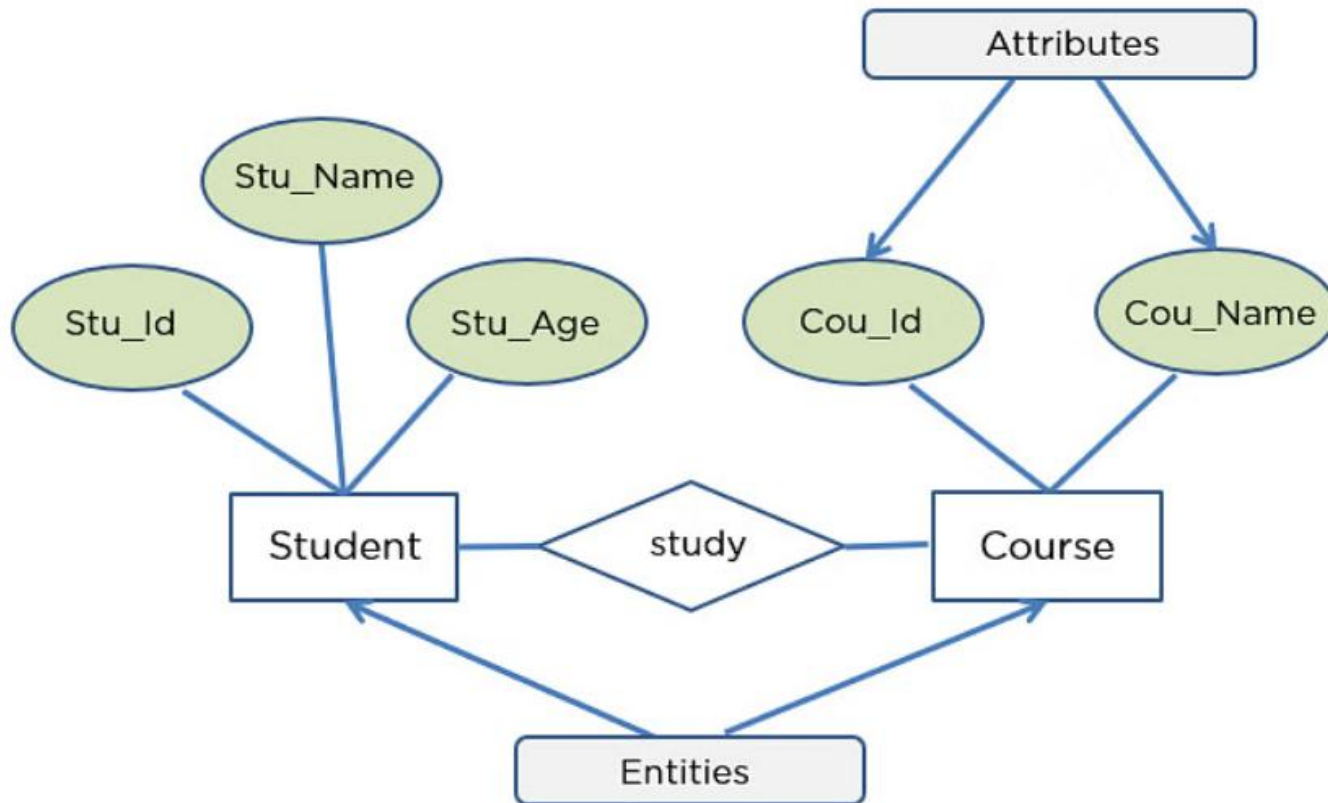 Attributes
Stu_Name
Stu_Id
Stu_Age
Cou_Id
Cou_Name
Student
study
Course
Entities